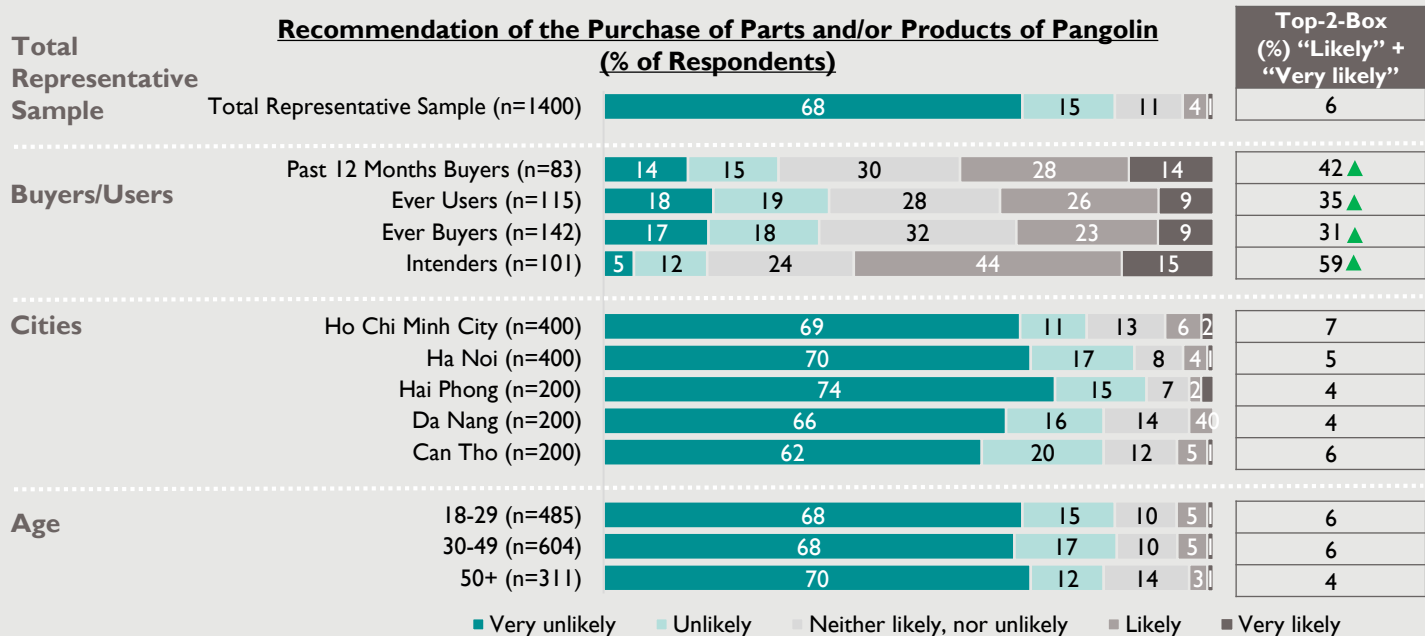 Recommendation of the Purchase of Parts and/or Products of Pangolin
(% of Respondents)
Top-2-Box
(%) “Likely” +
“Very likely”
Total
Representative
Sample
Total Representative Sample (n=1400) 68 15 11 4 1 6
Buyers/Users
Past 12 Months Buyers (n=83) 14 15 30 28 14 42
Ever Users (n=115) 18 19 28 26 9 35
Ever Buyers (n=142) 17 18 32 23 9 31
Intenders (n=101) 5 12 24 44 15 59
Cities
Ho Chi Minh City (n=400) 69 11 13 6 2 7
Ha Noi (n=400) 70 17 8 4 1 5
Hai Phong (n=200) 74 15 7 2 4
Da Nang (n=200) 66 16 14 4 0 4
Can Tho (n=200) 62 20 12 5 1 6
Age
18-29 (n=485) 68 15 10 5 1 6
30-49 (n=604) 68 17 10 5 1 6
50+ (n=311) 70 12 14 3 1 4
Very unlikely Unlikely Neither likely, nor unlikely Likely Very likely